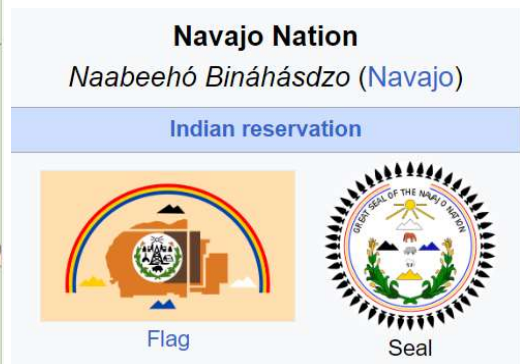 Navajo Nation
Naabeehó Bináhásdzo (Navajo)
Indian reservation
GREAT SEAL OF THE NAVAJO NATION
Flag
Seal